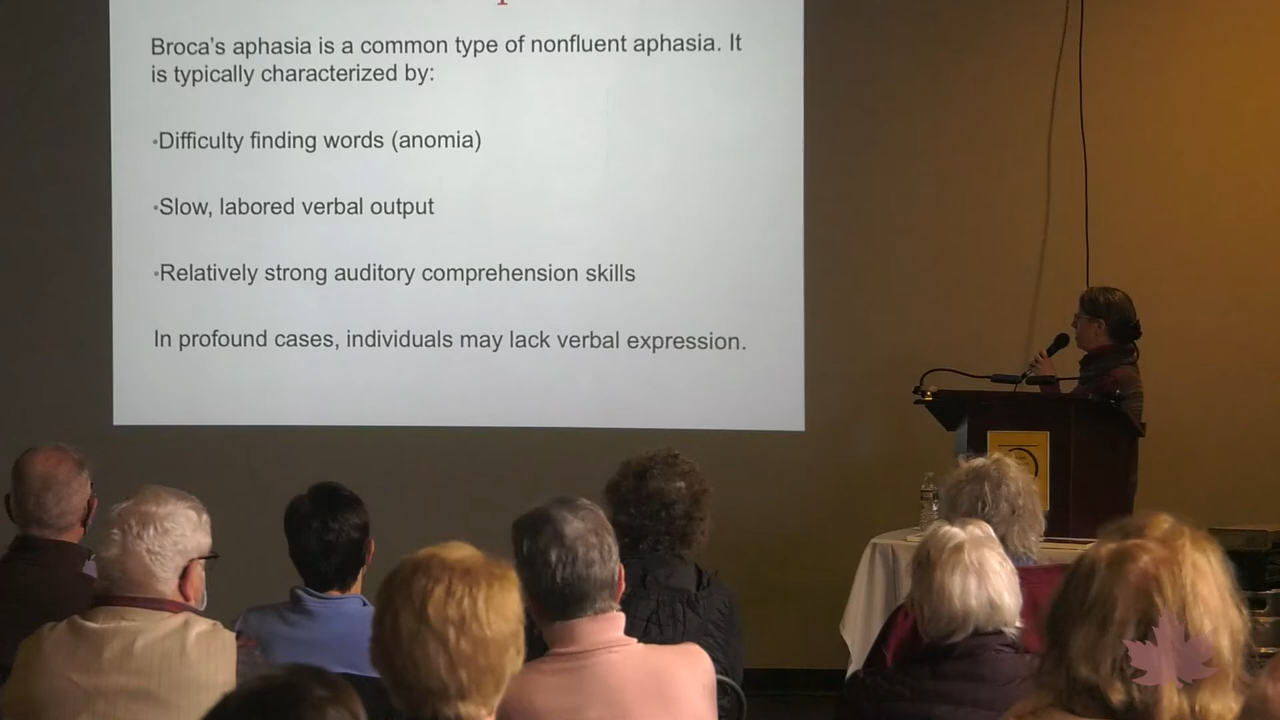 Broca's aphasia is a common type of nonfluent aphasia. It
is typically characterized by:
•Difficulty finding words (anomia)
•Slow, labored verbal output
•Relatively strong auditory comprehension skills
In profound cases, individuals may lack verbal expression.